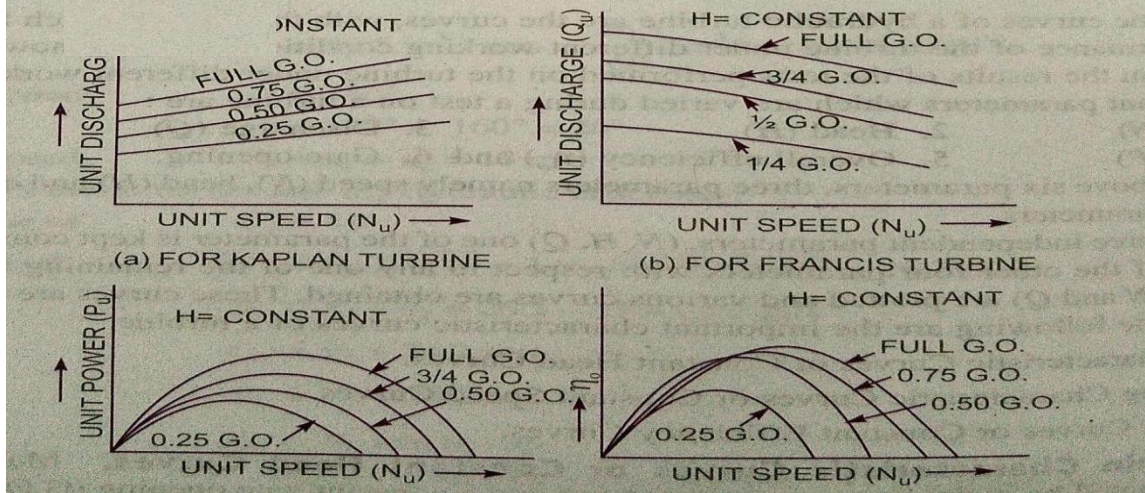 ONSTANT
UNIT DISCHARG
FULL G.O.
0.75 G.O.
0.50 G.O.
0.25 G.O.
UNIT SPEED (Nu)
(a) FOR KAPLAN TURBINE
H= CONSTANT
UNIT DISCHARGE (Qu)
FULL G.O.
3/4 G.O.
½ G.O.
1/4 G.O.
UNIT SPEED (Nu)
(b) FOR FRANCIS TURBINE
H= CONSTANT
UNIT POWER (Pu)
FULL G.O.
3/4 G.O.
0.50 G.O.
0.25 G.O.
UNIT SPEED (Nu)
H= CONSTANT
ηo
FULL G.O.
0.75 G.O.
0.50 G.O.
0.25 G.O.
UNIT SPEED (Nu)